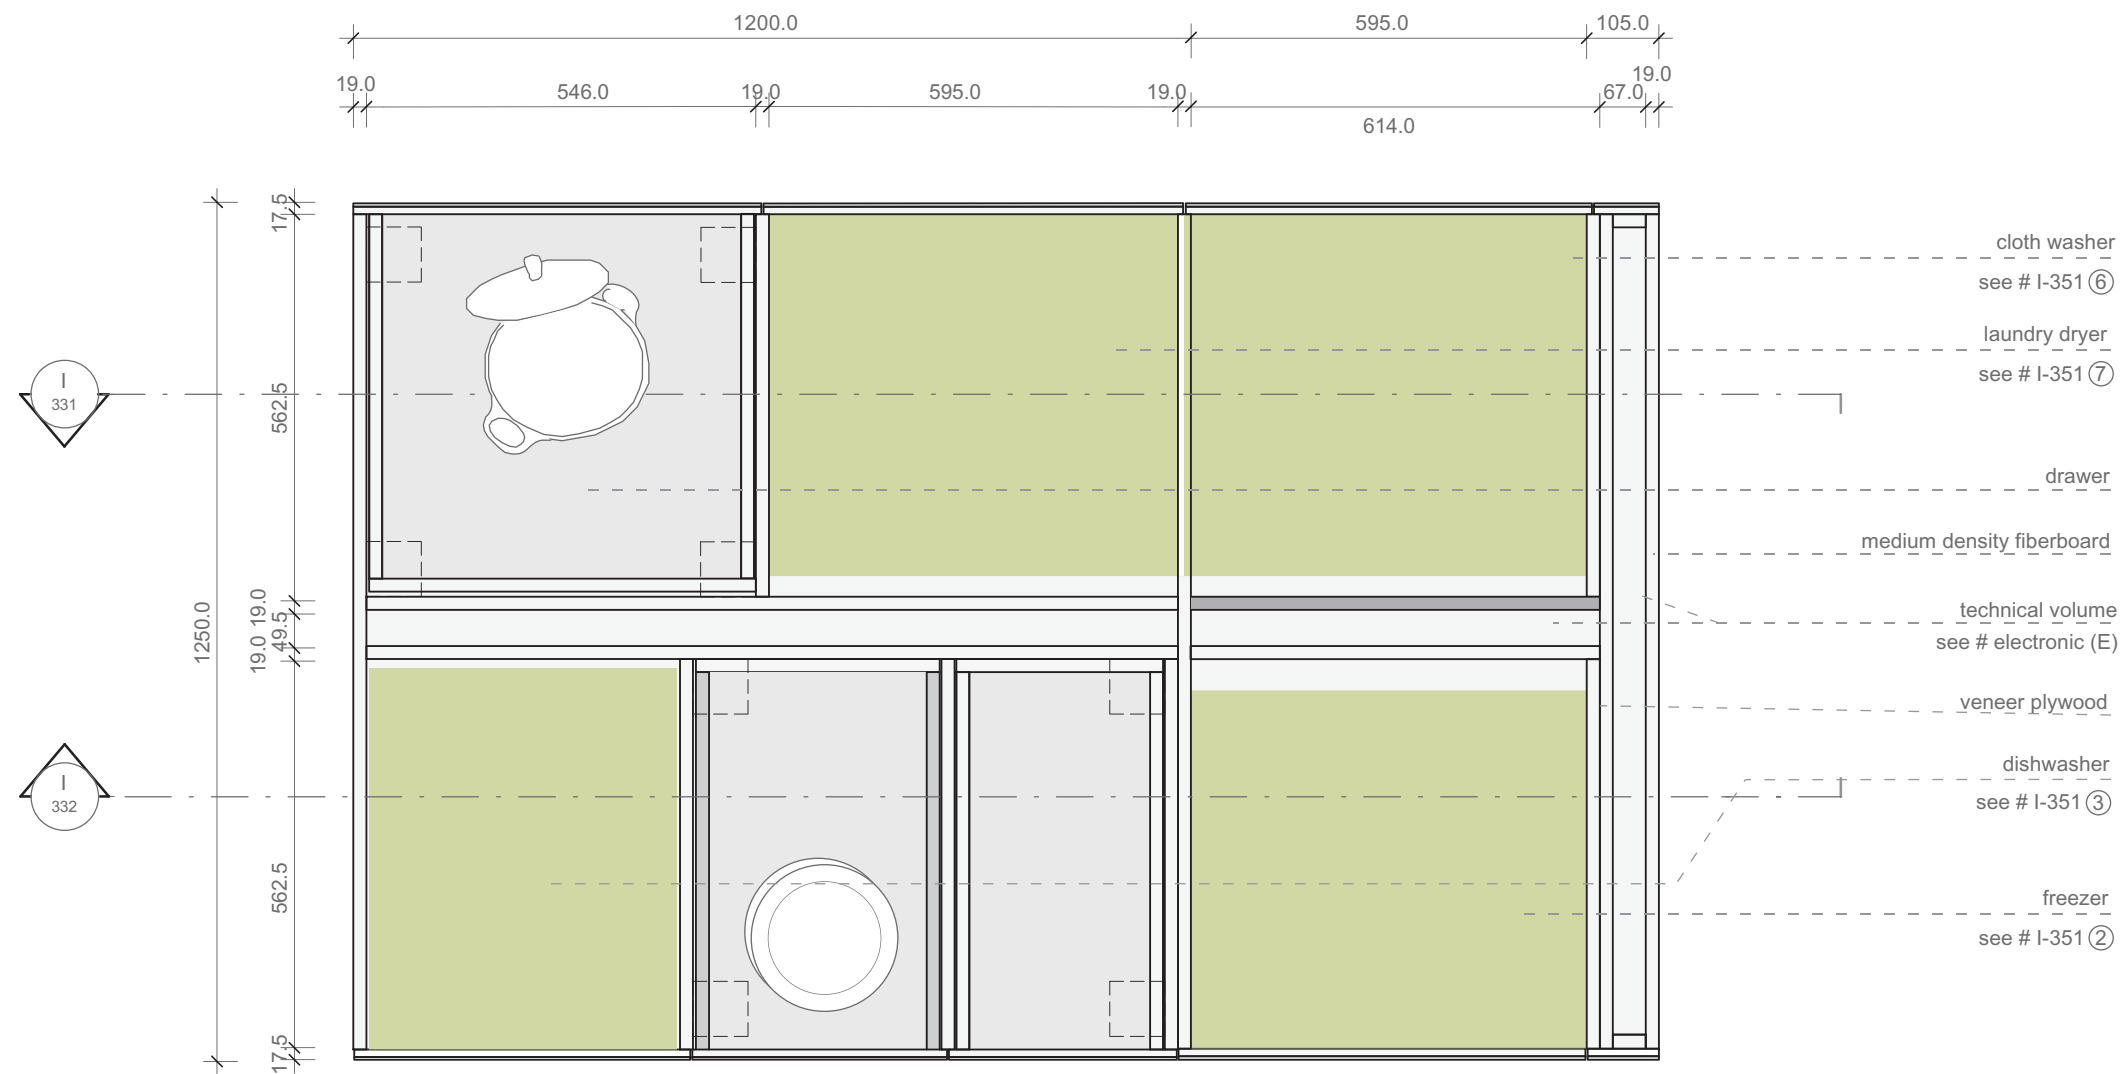 1200.0
595.0
105.0
19.0
546.0
19.0
595.0
19.0
614.0
67.0
19.0
17.5
562.5
1250.0
19.0
49.5
19.0
562.5
17.5
I
331
I
332
cloth washer
see # I-351 6
laundry dryer
see # I-351 7
drawer
medium density fiberboard
technical volume
see # electronic (E)
veneer plywood
dishwasher
see # I-351 3
freezer
see # I-351 2